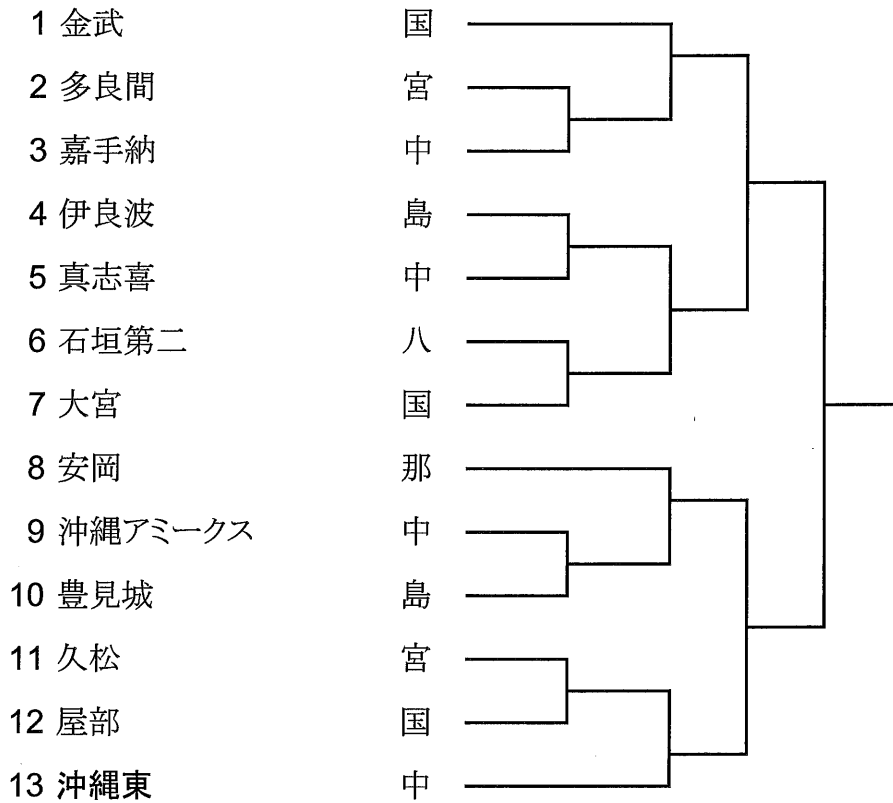 1 金武 国
2 多良間 宮
3 嘉手納 中
4 伊良波 島
5 真志喜 中
6 石垣第二 八
7 大宮 国
8 安岡 那
9 沖縄アミークス 中
10 豊見城 島
11 久松 宮
12 屋部 国
13 沖縄東 中